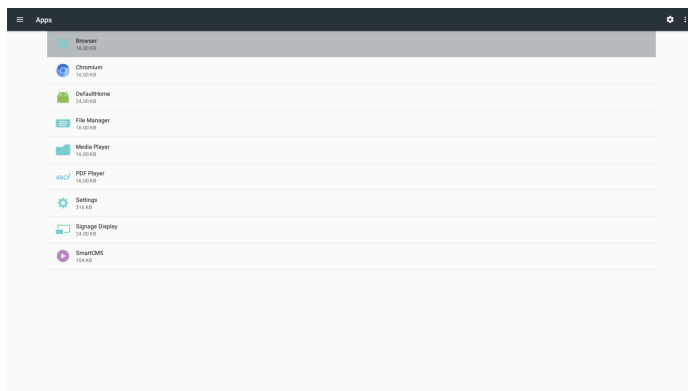 Apps
Browser
16.00 KB
Chromium
16.00 KB
DefaultHome
24.00 KB
File Manager
16.00 KB
Media Player
16.00 KB
PDF Player
16.00 KB
Settings
316 KB
Signage Display
24.00 KB
SmartCMS
104 KB